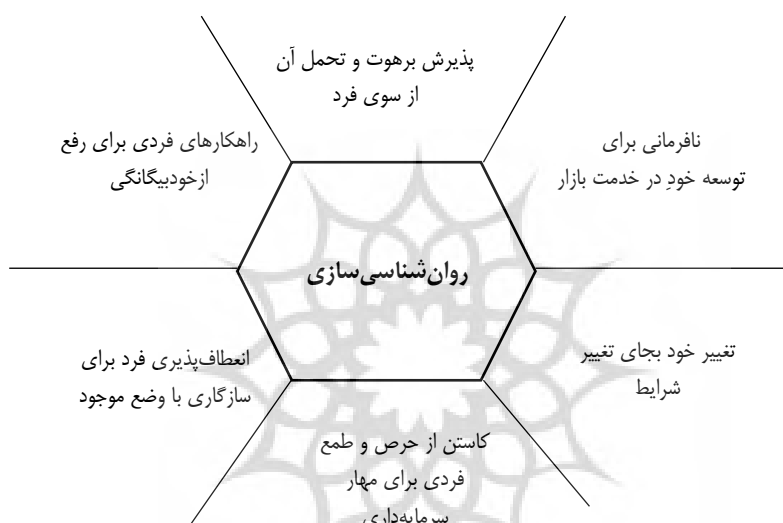 پذیرش برهوت و تحمل آن
از سوی فرد
نافرمانی برای
توسعه خودِ در خدمت بازار
تغییر خود بجای تغییر
شرایط
کاستن از حرص و طمع
فردی برای مهار
سرمایه‌داری
انعطاف‌پذیری فرد برای
سازگاری با وضع موجود
راهکارهای فردی برای رفع
ازخودبیگانگی
روان‌شناسی‌سازی